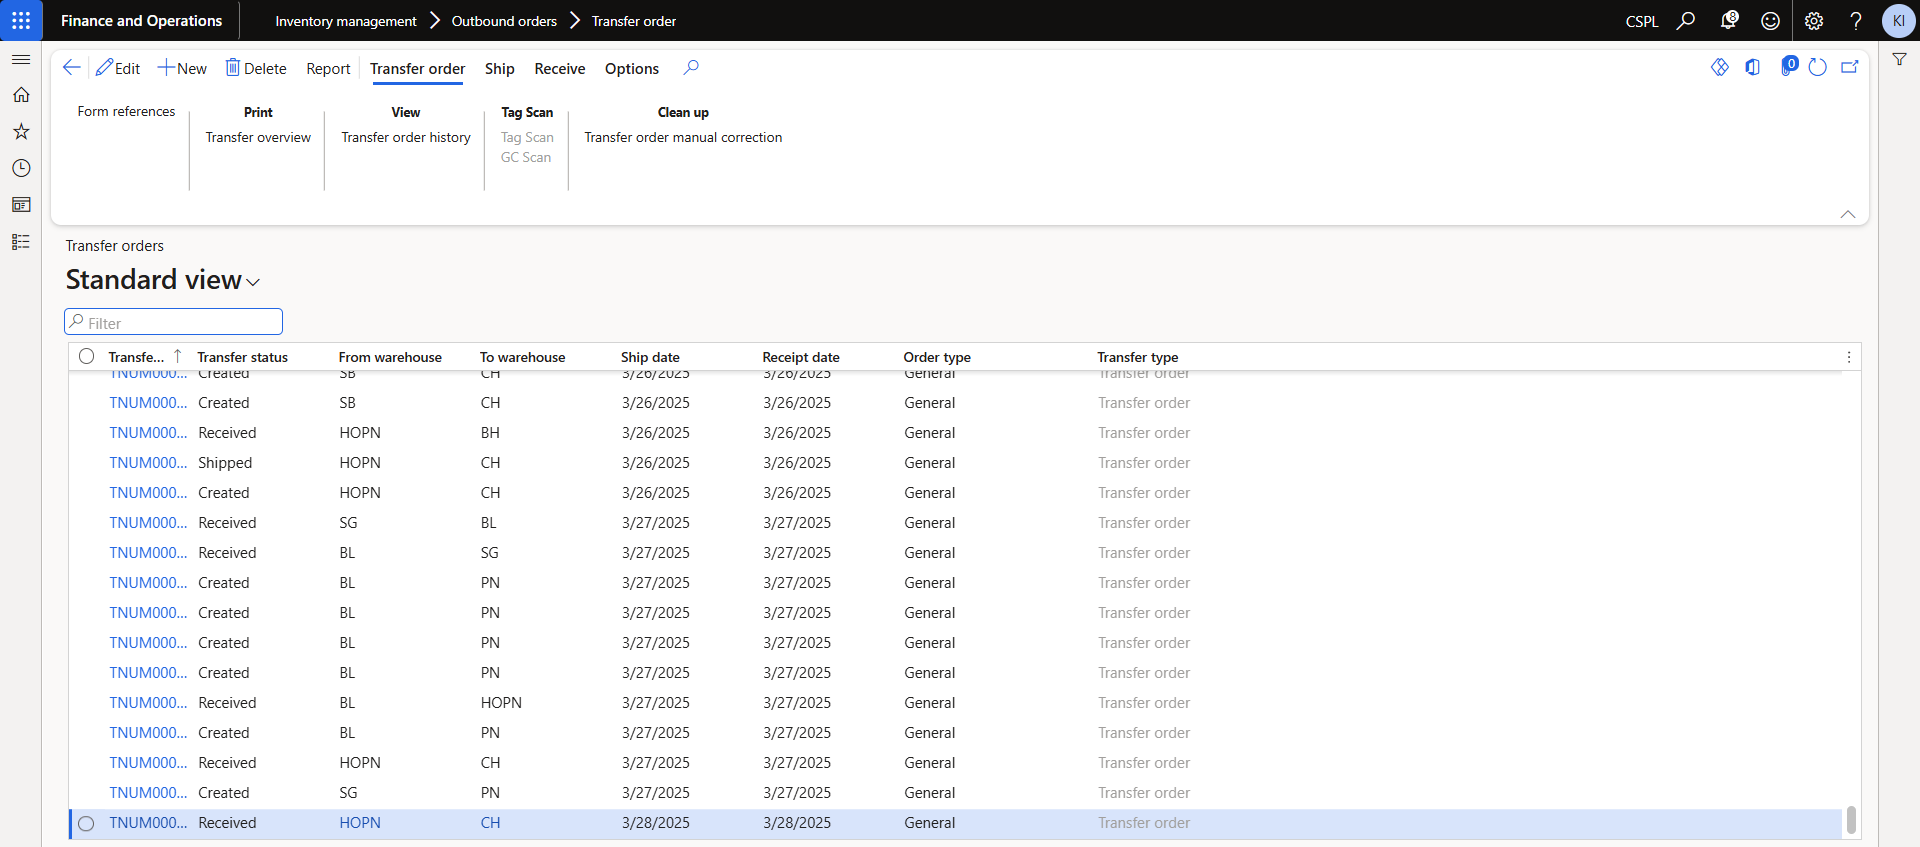 Finance and Operations Inventory management Outbound orders Transfer order CSPL 8 KI
Edit New Delete Report Transfer order Ship Receive Options 0
Form references Print View Tag Scan Clean up
Transfer overview Transfer order history Tag Scan Transfer order manual correction
GC Scan
Transfer orders
Standard view
Filter
Transfe... Transfer status From warehouse To warehouse Ship date Receipt date Order type Transfer type
TNUM000... Created SB CH 3/26/2025 3/26/2025 General Transfer order
TNUM000... Created SB CH 3/26/2025 3/26/2025 General Transfer order
TNUM000... Received HOPN BH 3/26/2025 3/26/2025 General Transfer order
TNUM000... Shipped HOPN CH 3/26/2025 3/26/2025 General Transfer order
TNUM000... Created HOPN CH 3/26/2025 3/26/2025 General Transfer order
TNUM000... Received SG BL 3/27/2025 3/27/2025 General Transfer order
TNUM000... Received BL SG 3/27/2025 3/27/2025 General Transfer order
TNUM000... Created BL PN 3/27/2025 3/27/2025 General Transfer order
TNUM000... Created BL PN 3/27/2025 3/27/2025 General Transfer order
TNUM000... Created BL PN 3/27/2025 3/27/2025 General Transfer order
TNUM000... Created BL PN 3/27/2025 3/27/2025 General Transfer order
TNUM000... Received BL HOPN 3/27/2025 3/27/2025 General Transfer order
TNUM000... Created BL PN 3/27/2025 3/27/2025 General Transfer order
TNUM000... Received HOPN CH 3/27/2025 3/27/2025 General Transfer order
TNUM000... Created SG PN 3/27/2025 3/27/2025 General Transfer order
TNUM000... Received HOPN CH 3/28/2025 3/28/2025 General Transfer order